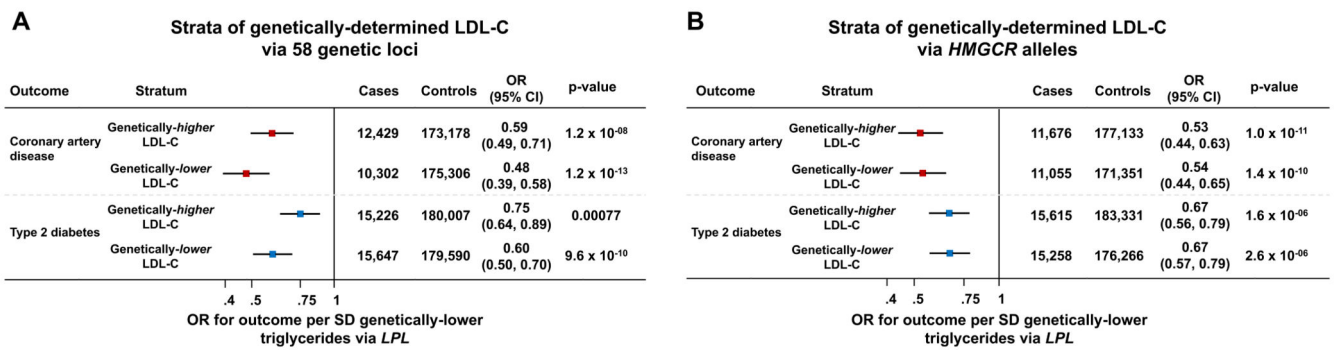 A
Strata of genetically-determined LDL-C
via 58 genetic loci
Outcome Stratum Cases Controls OR (95% CI) p-value
Coronary artery disease
Genetically-higher LDL-C 12,429 173,178 0.59 (0.49, 0.71) 1.2 x 10-08
Genetically-lower LDL-C 10,302 175,306 0.48 (0.39, 0.58) 1.2 x 10-13
Type 2 diabetes
Genetically-higher LDL-C 15,226 180,007 0.75 (0.64, 0.89) 0.00077
Genetically-lower LDL-C 15,647 179,590 0.60 (0.50, 0.70) 9.6 x 10-10
.4 .5 .75 1
OR for outcome per SD genetically-lower
triglycerides via LPL
B
Strata of genetically-determined LDL-C
via HMGCR alleles
Outcome Stratum Cases Controls OR (95% CI) p-value
Coronary artery disease
Genetically-higher LDL-C 11,676 177,133 0.53 (0.44, 0.63) 1.0 x 10-11
Genetically-lower LDL-C 11,055 171,351 0.54 (0.44, 0.65) 1.4 x 10-10
Type 2 diabetes
Genetically-higher LDL-C 15,615 183,331 0.67 (0.56, 0.79) 1.6 x 10-06
Genetically-lower LDL-C 15,258 176,266 0.67 (0.57, 0.79) 2.6 x 10-06
.4 .5 .75 1
OR for outcome per SD genetically-lower
triglycerides via LPL